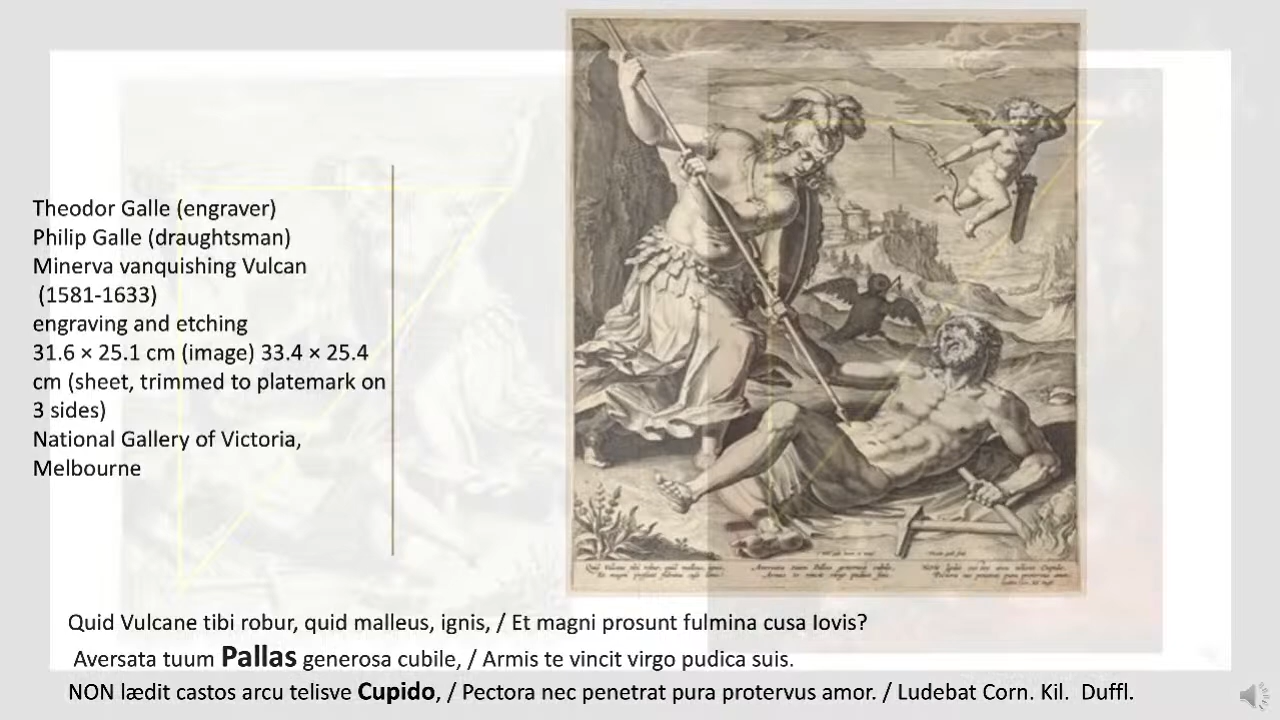 Theodor Galle (engraver)
Philip Galle (draughtsman)
Minerva vanquishing Vulcan
(1581-1633)
engraving and etching
31.6 × 25.1 cm (image) 33.4 × 25.4
cm (sheet, trimmed to platemark on
3 sides)
National Gallery of Victoria,
Melbourne
Quid Vulcane tibi robur, quid malleus, ignis, / Et magni prosunt fulmina cusa Iovis?
Aversata tuum Pallas generosa cubile, / Armis te vincit virgo pudica suis.
NON lædit castos arcu telisve Cupido, / Pectora nec penetrat pura protervus amor. / Ludebat Corn. Kil. Duffl.